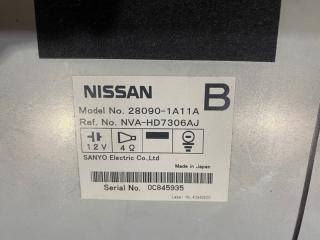 NISSAN
B
Model No. 28090-1A11A
Ref. No. NVA-HD7306AJ
12V
4Ω
SANYO Electric Co.,Ltd
Made in Japan
Serial No. 0C845935